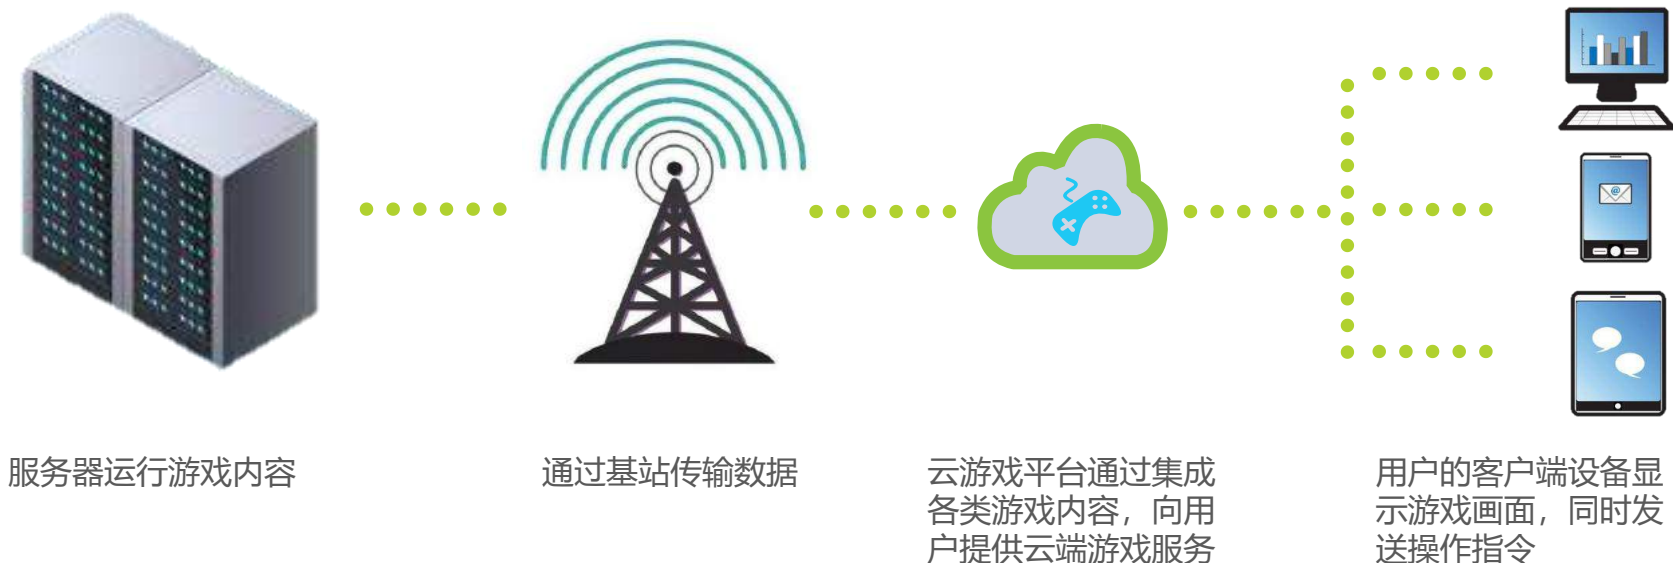 服务器运行游戏内容
通过基站传输数据
云游戏平台通过集成
各类游戏内容，向用
户提供云端游戏服务
用户的客户端设备显
示游戏画面，同时发
送操作指令